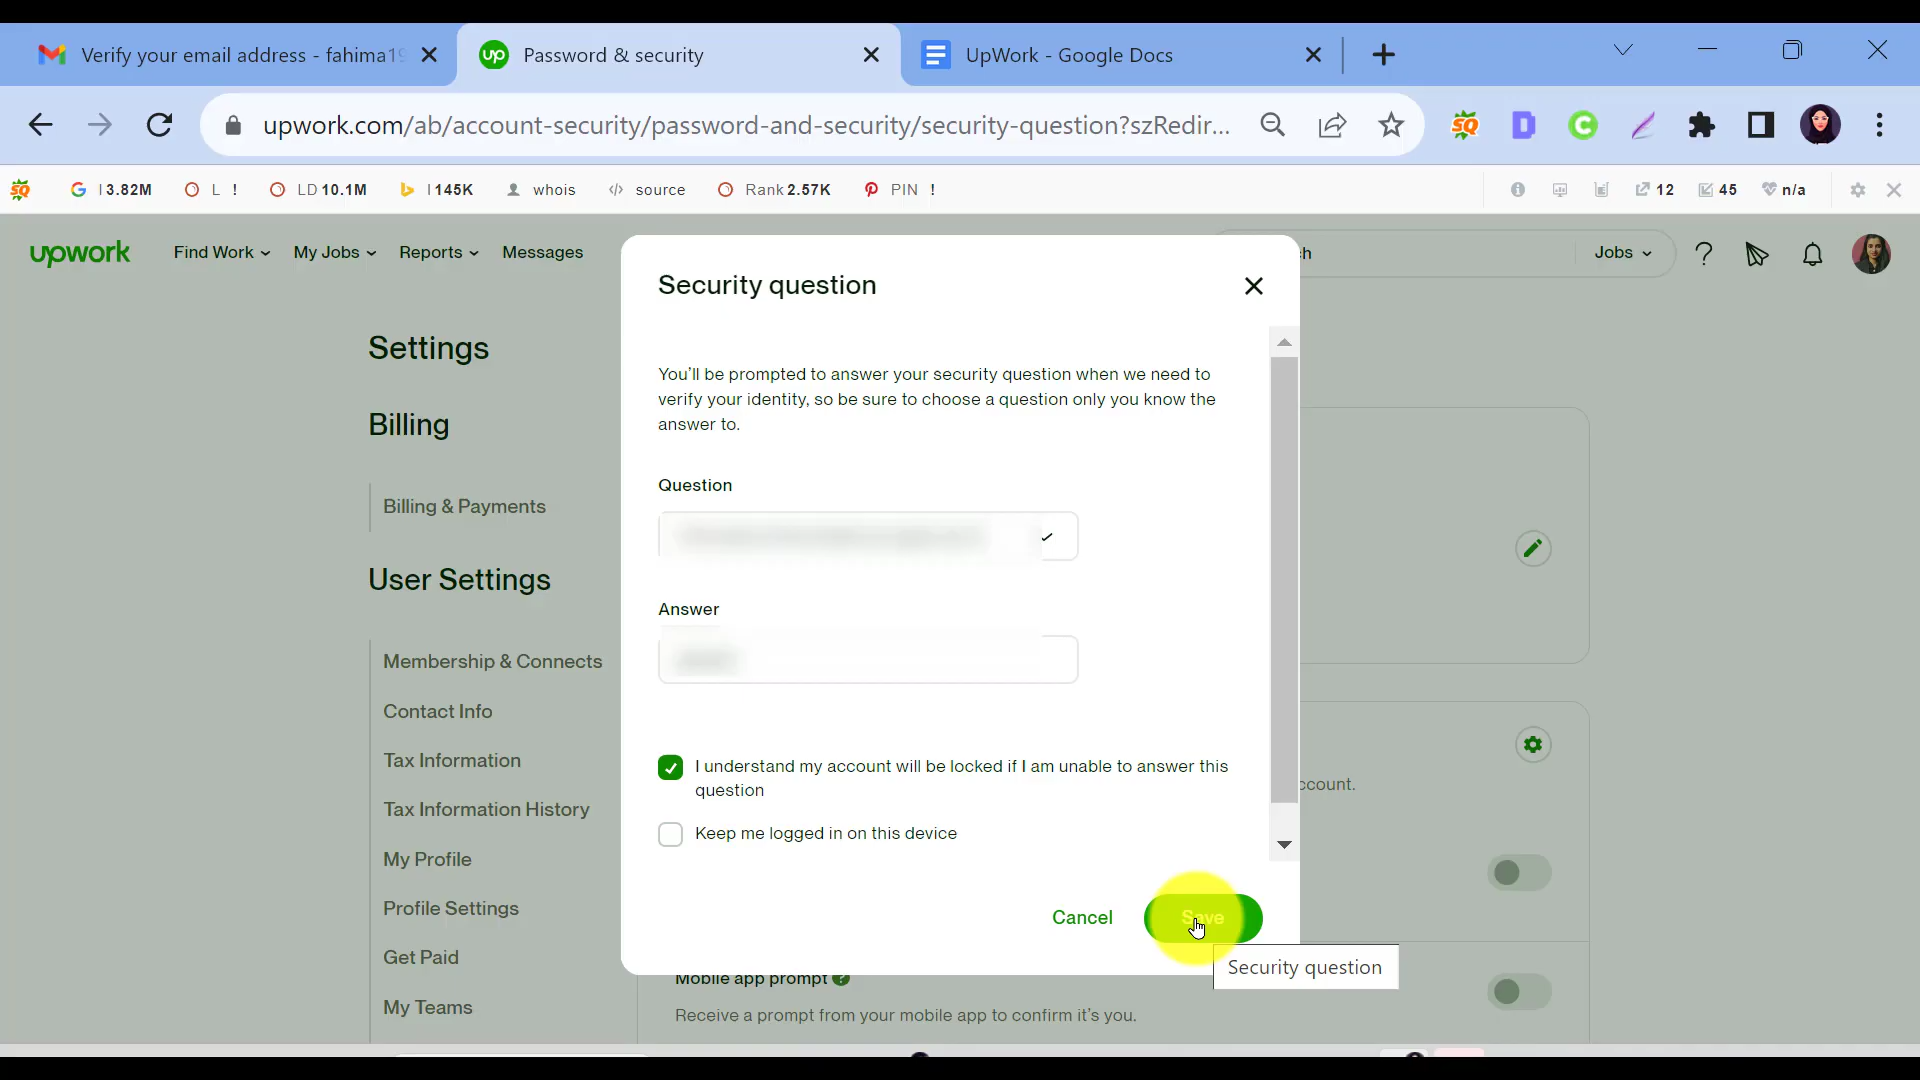 Verify your email address - fahima19
Password & security
UpWork - Google Docs
upwork.com/ab/account-security/password-and-security/security-question?szRedir...
I 3.82M
L !
LD 10.1M
I 145K
whois
source
Rank 2.57K
PIN !
12
45
n/a
upwork
Find Work
My Jobs
Reports
Messages
Jobs
Settings
Billing
Billing & Payments
User Settings
Membership & Connects
Contact Info
Tax Information
Tax Information History
My Profile
Profile Settings
Get Paid
My Teams
Security question
You'll be prompted to answer your security question when we need to
verify your identity, so be sure to choose a question only you know the
answer to.
Question
Answer
I understand my account will be locked if I am unable to answer this
question
Keep me logged in on this device
Cancel
Save
Security question
ccount.
Mobile app prompt
Receive a prompt from your mobile app to confirm it's you.